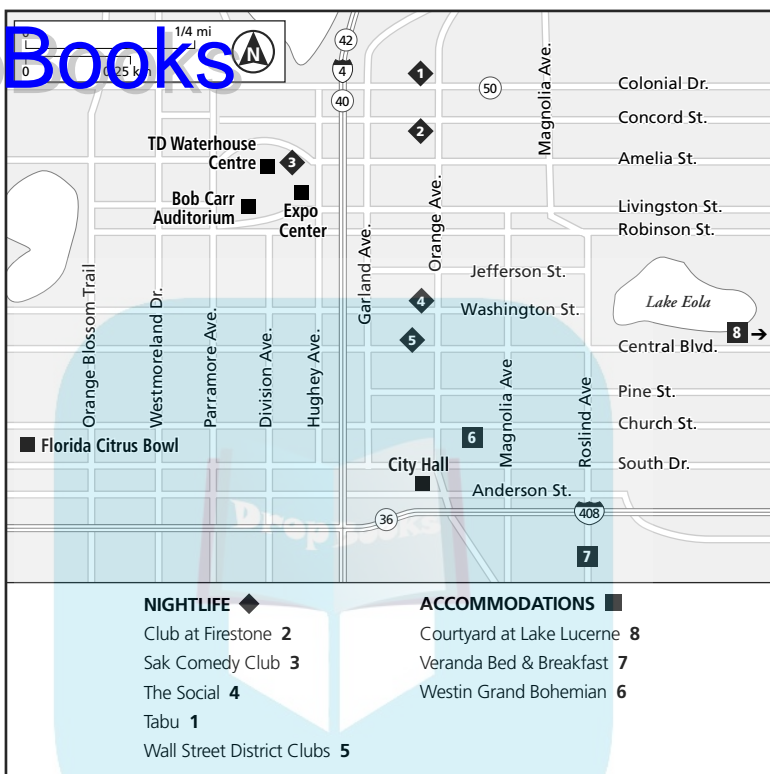 0 1/4 mi
0 0.25 km
N
Books
42
4
40
50
1
2
3
TD Waterhouse
Centre
Bob Carr
Auditorium
Expo
Center
Magnolia Ave.
Colonial Dr.
Concord St.
Amelia St.
Livingston St.
Robinson St.
Orange Ave.
Garland Ave.
Jefferson St.
Washington St.
Lake Eola
4
5
8
Central Blvd.
Orange Blossom Trail
Westmoreland Dr.
Parramore Ave.
Division Ave.
Hughey Ave.
Magnolia Ave
Roslind Ave
Pine St.
Church St.
South Dr.
6
Florida Citrus Bowl
City Hall
Anderson St.
36
408
7
Drop Books
NIGHTLIFE
Club at Firestone 2
Sak Comedy Club 3
The Social 4
Tabu 1
Wall Street District Clubs 5
ACCOMMODATIONS
Courtyard at Lake Lucerne 8
Veranda Bed & Breakfast 7
Westin Grand Bohemian 6